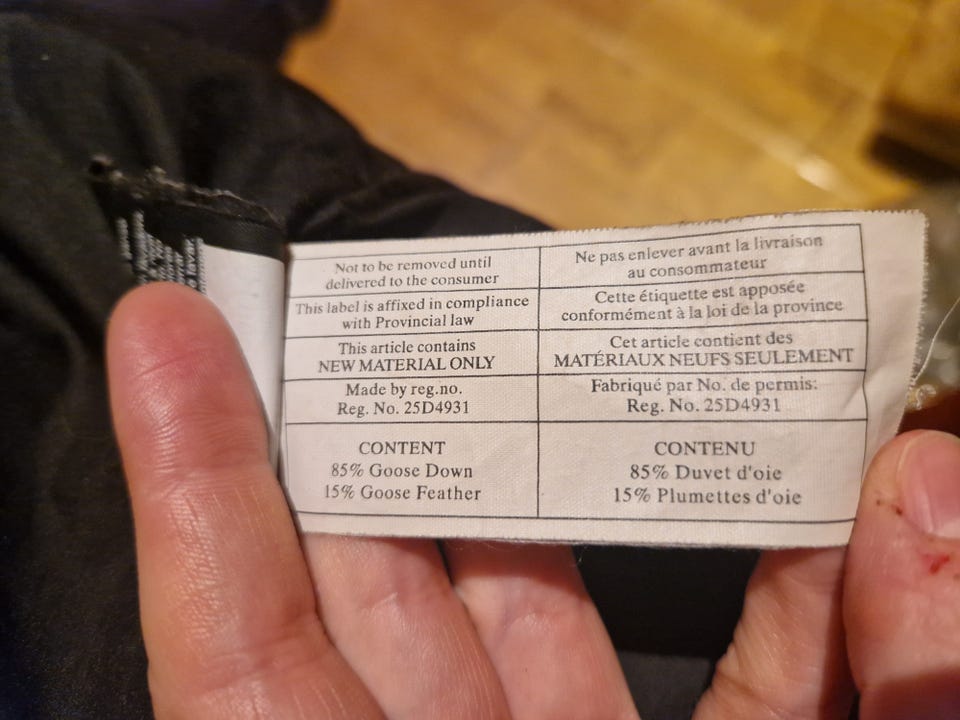 Not to be removed until
delivered to the consumer
Ne pas enlever avant la livraison
au consommateur
This label is affixed in compliance
with Provincial law
Cette étiquette est apposée
conformément à la loi de la province
This article contains
NEW MATERIAL ONLY
Cet article contient des
MATÉRIAUX NEUFS SEULEMENT
Made by reg.no.
Reg. No. 25D4931
Fabriqué par No. de permis:
Reg. No. 25D4931
CONTENT
85% Goose Down
15% Goose Feather
CONTENU
85% Duvet d'oie
15% Plumettes d'oie